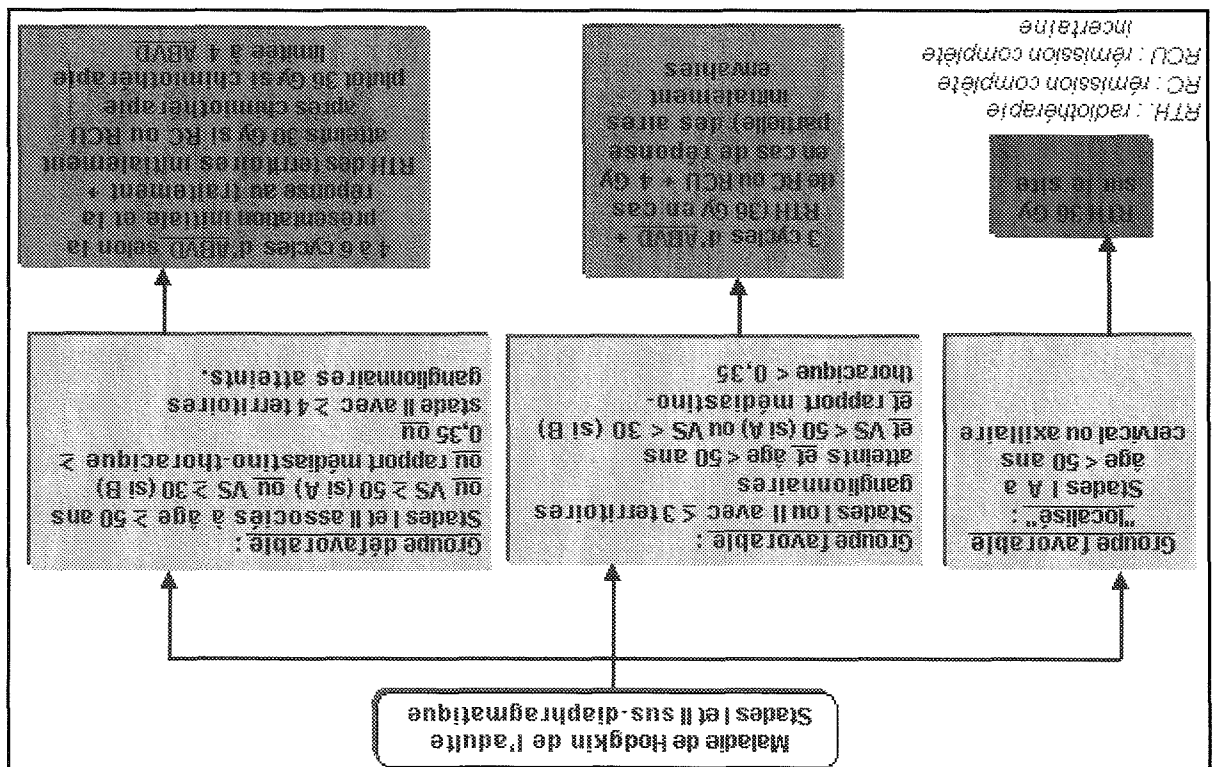 Maladie de Hodgkin de l'adulte
Stades I et II sus-diaphragmatique
Groupe favorable
"localisé" :
Stades I A à
âge < 50 ans
cervical ou axillaire
Groupe favorable :
Stades I ou II avec ≤ 3 territoires
ganglionnaires
atteints et âge < 50 ans
et VS < 50 (si A) ou VS < 30 (si B)
et rapport médiastino-
thoracique < 0,35
Groupe défavorable :
Stades I et II associés à âge ≥ 50 ans
ou VS ≥ 50 (si A) ou VS ≥ 30 (si B)
ou rapport médiastino-thoracique ≥
0,35 ou
stade II avec ≥ 4 territoires
ganglionnaires atteints.
RTH 36 Gy
sur le site
3 cycles d'ABVD +
RTH (36 Gy en cas
de RC ou RCU + 4 Gy
en cas de réponse
partielle) des aires
initialement
envahies
4 à 6 cycles d'ABVD selon la
présentation initiale et la
réponse au traitement +
RTH des territoires initialement
atteints 30 Gy si RC ou RCU
après chimiothérapie
plutôt 36 Gy si chimiothérapie
limitée à 4 ABVD
RTH : radiothérapie
RC : rémission complète
RCU : rémission complète
incertaine